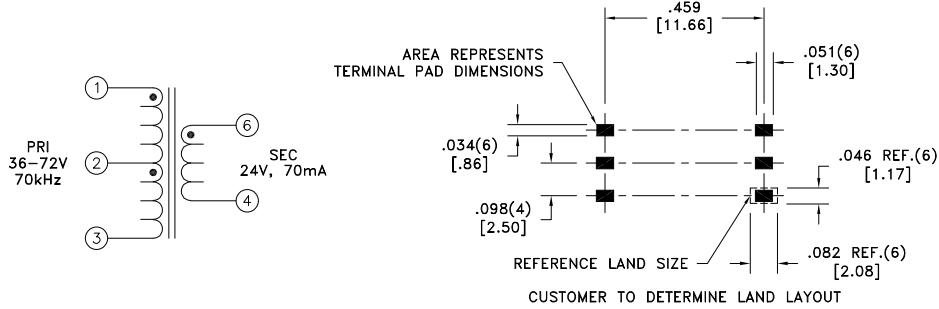 1
2
3
PRI
36–72V
70kHz
6
4
SEC
24V, 70mA
.459
[11.66]
AREA REPRESENTS
TERMINAL PAD DIMENSIONS
.051(6)
[1.30]
.034(6)
[.86]
.046 REF.(6)
[1.17]
.098(4)
[2.50]
REFERENCE LAND SIZE
.082 REF.(6)
[2.08]
CUSTOMER TO DETERMINE LAND LAYOUT